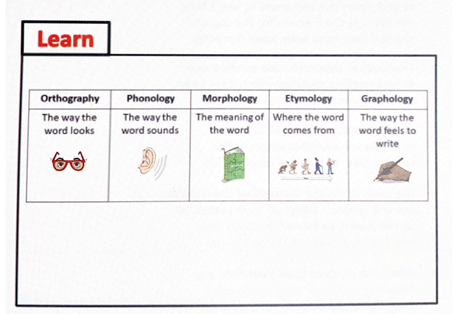 Learn
Orthography Phonology Morphology Etymology Graphology
The way the word looks
The way the word sounds
The meaning of the word
Where the word comes from
The way the word feels to write